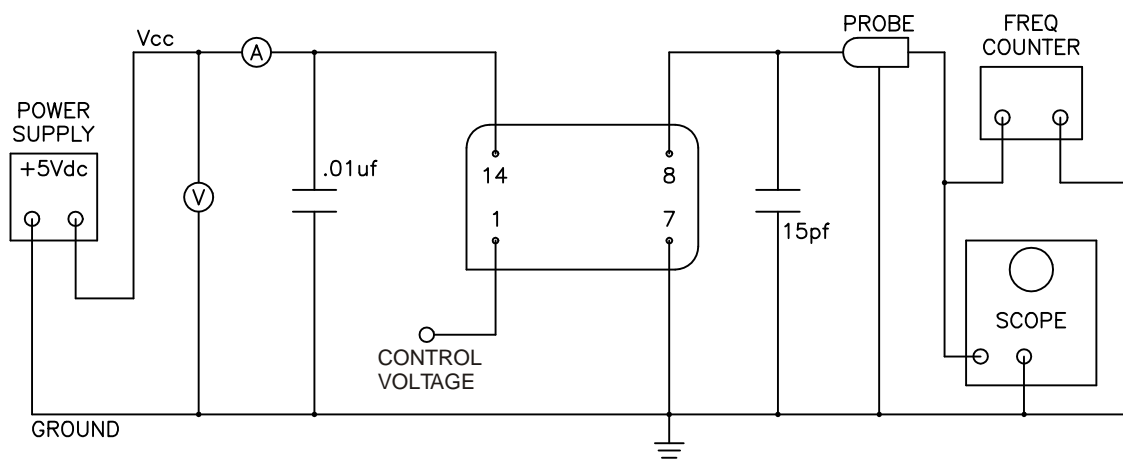 Vcc
A
PROBE
FREQ
COUNTER
POWER
SUPPLY
+5Vdc
.01uf
14
8
V
1
7
15pf
SCOPE
CONTROL
VOLTAGE
GROUND